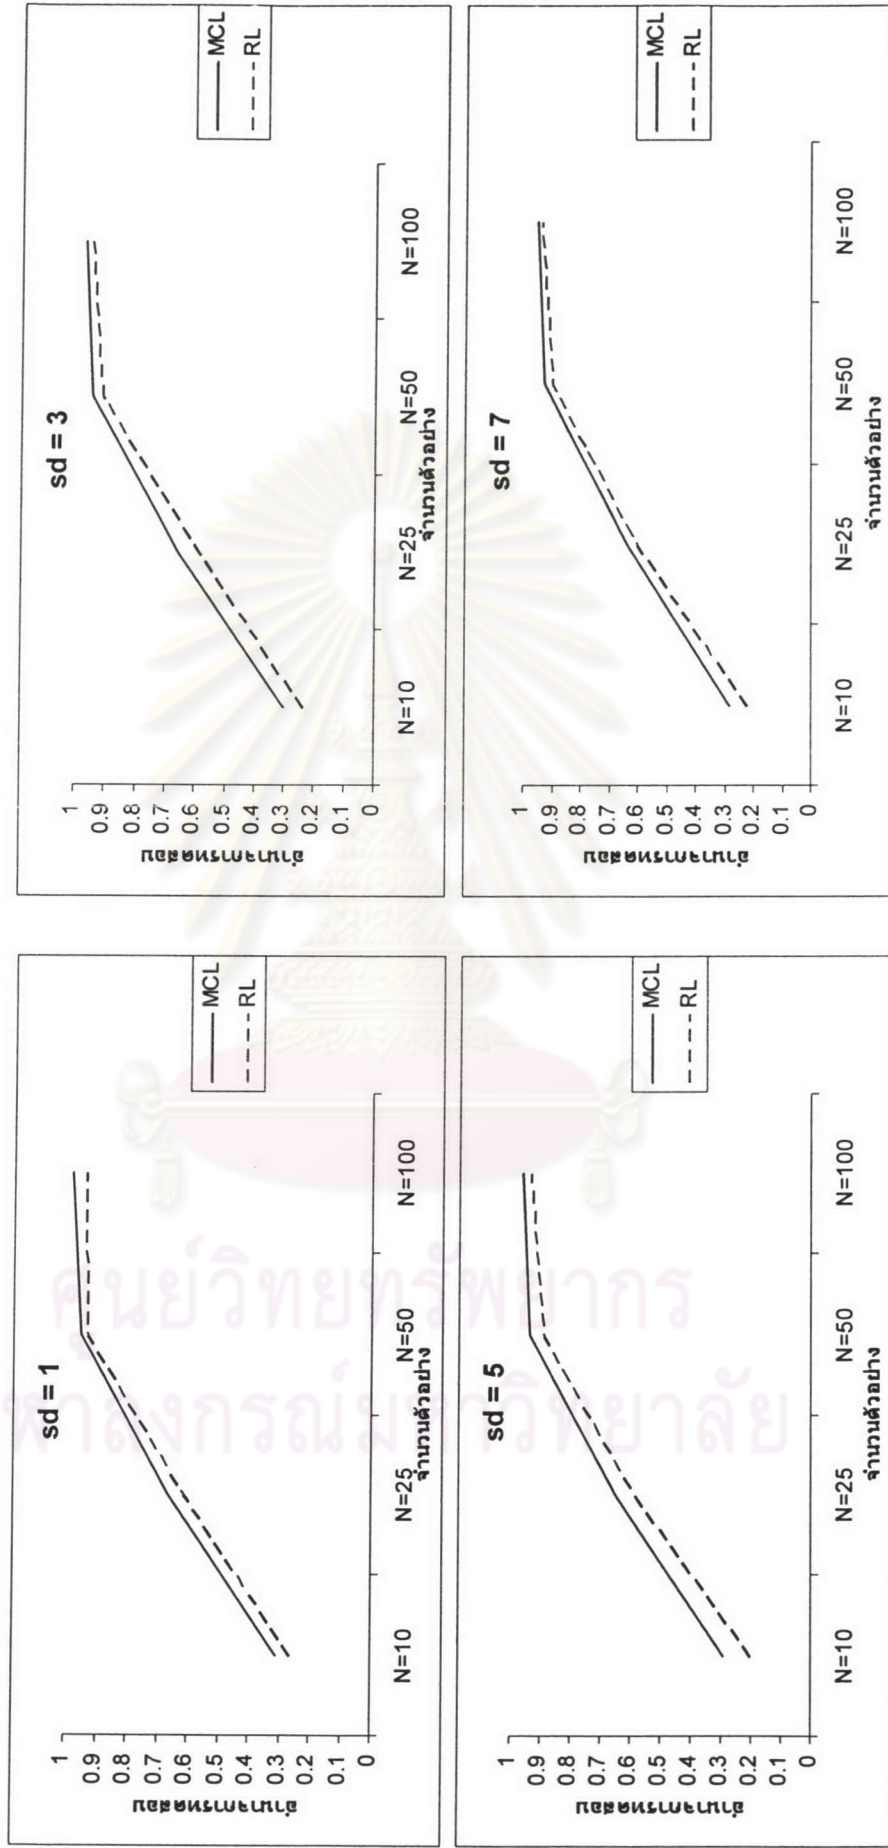 sd = 1
อำนาจการทดสอบ
1
0.9
0.8
0.7
0.6
0.5
0.4
0.3
0.2
0.1
0
N=10 N=25 N=50 N=100
จำนวนตัวอย่าง
MCL
RL
sd = 3
อำนาจการทดสอบ
1
0.9
0.8
0.7
0.6
0.5
0.4
0.3
0.2
0.1
0
N=10 N=25 N=50 N=100
จำนวนตัวอย่าง
MCL
RL
sd = 5
อำนาจการทดสอบ
1
0.9
0.8
0.7
0.6
0.5
0.4
0.3
0.2
0.1
0
N=10 N=25 N=50 N=100
จำนวนตัวอย่าง
MCL
RL
sd = 7
อำนาจการทดสอบ
1
0.9
0.8
0.7
0.6
0.5
0.4
0.3
0.2
0.1
0
N=10 N=25 N=50 N=100
จำนวนตัวอย่าง
MCL
RL
ศูนย์วิทยทรัพยากร
ฬาลงกรณ์มหาวิทยาลัย